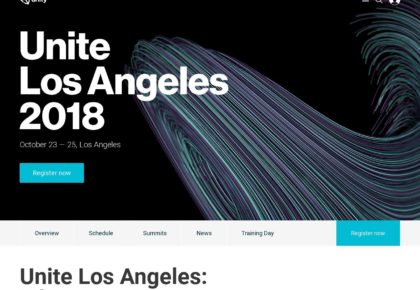 unity
Unite
Los Angeles
2018
October 23 — 25, Los Angeles
Register now
Overview Schedule Summits News Training Day Register now
Unite Los Angeles: